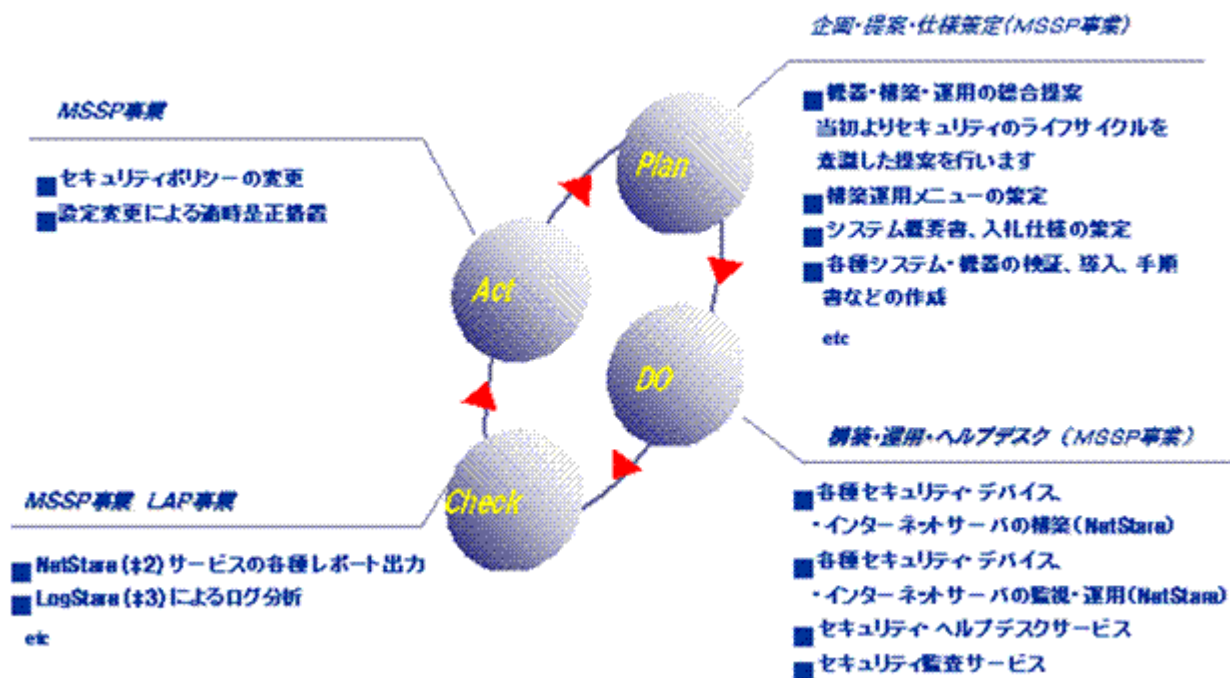 企画・提案・仕様策定(MSSP事業)
■機器・構築・運用の総合提案
当初よりセキュリティのライフサイクルを
意識した提案を行います
■構築運用メニューの策定
■システム概要書、入札仕様の策定
■各種システム・機器の検証、導入、手順
書などの作成
etc
Plan
MSSP事業
■セキュリティポリシーの変更
■設定変更による適時是正措置
Act
DO
構築・運用・ヘルプデスク (MSSP事業)
■各種セキュリティ・デバイス、
・インターネットサーバの構築(NetStare)
■各種セキュリティ・デバイス、
・インターネットサーバの監視・運用(NetStare)
■セキュリティ・ヘルプデスクサービス
■セキュリティ監査サービス
Check
MSSP事業 LAP事業
■NetStare(‡2)サービスの各種レポート出力
■LogStare(‡3)によるログ分析
etc